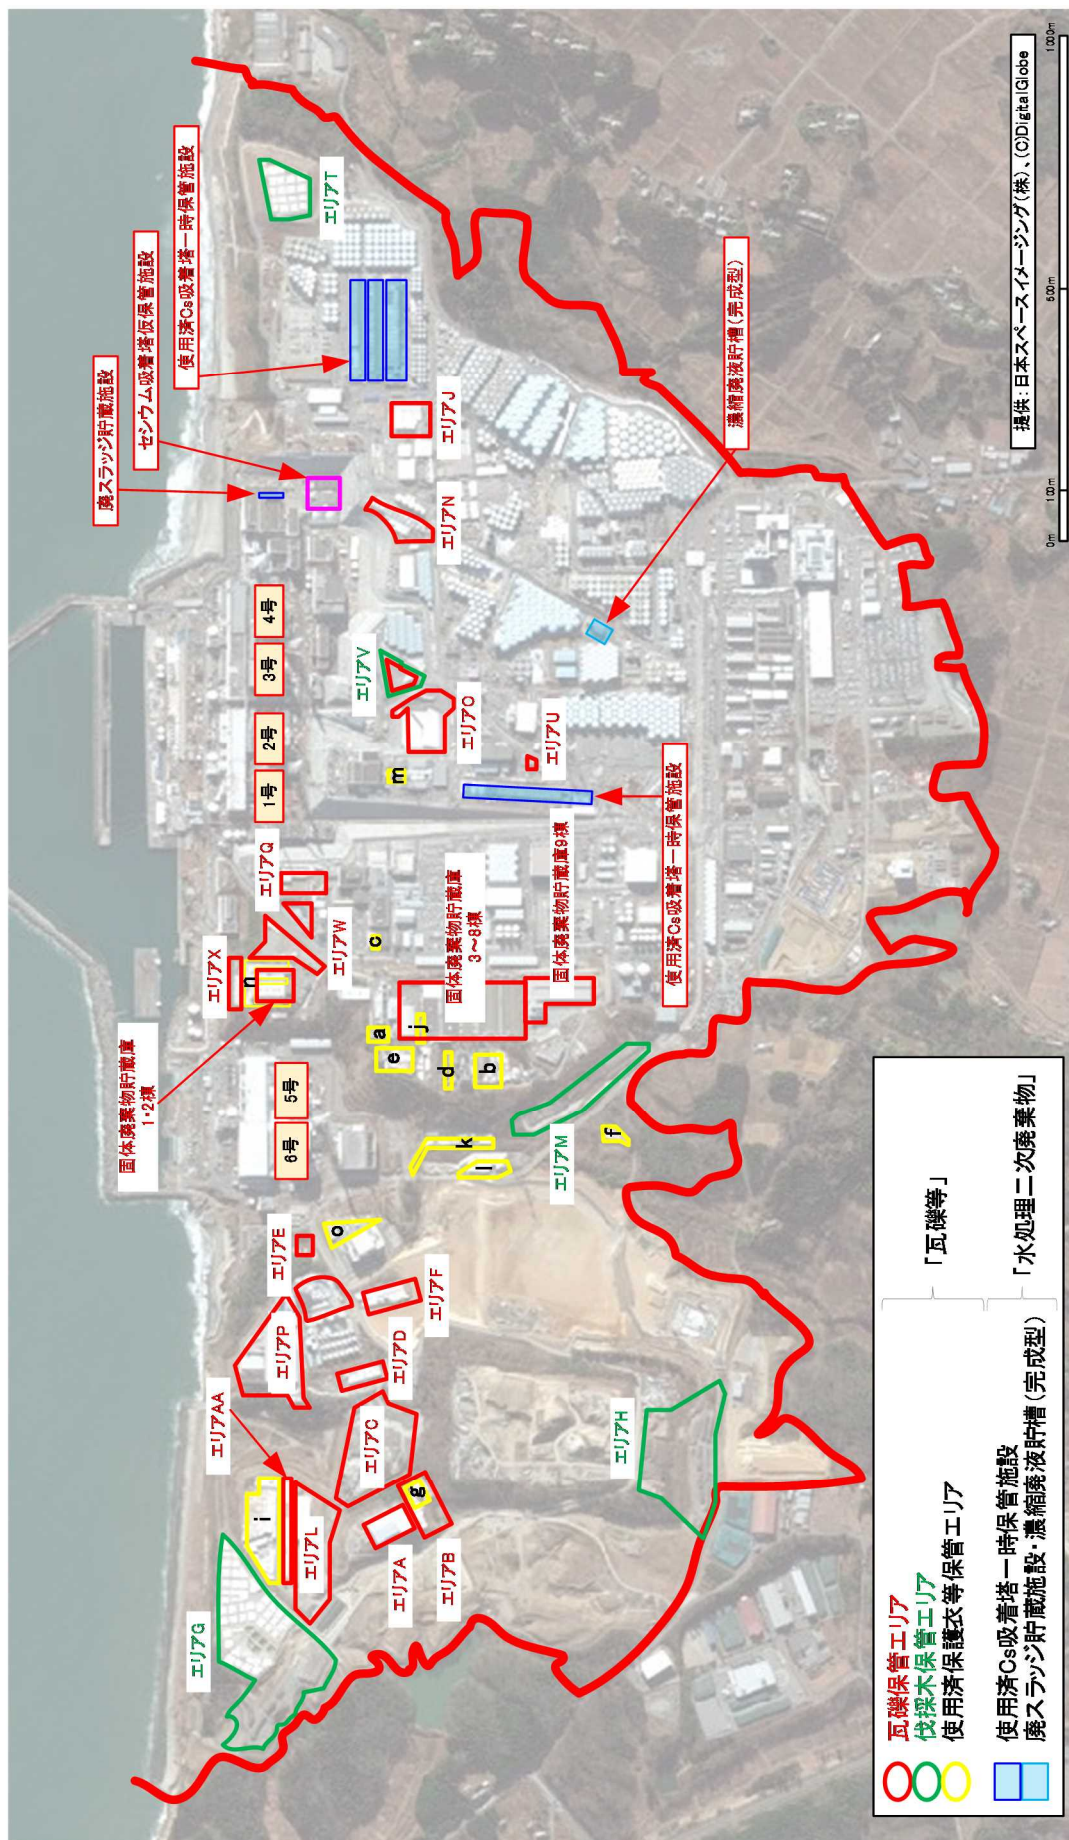 廃スラッジ貯蔵施設
セシウム吸着塔仮保管施設
使用済Cs吸着塔一時保管施設
エリアT
エリアJ
エリアN
4号
3号
2号
1号
エリアV
エリアO
m
エリアU
濃縮廃液貯槽(完成型)
使用済Cs吸着塔一時保管施設
エリアQ
エリアW
エリアX
n
c
固体廃棄物貯蔵庫
1・2棟
固体廃棄物貯蔵庫
3～8棟
固体廃棄物貯蔵庫9棟
a
j
e
d
b
5号
6号
k
l
f
エリアM
o
エリアE
エリアF
エリアP
エリアD
エリアAA
エリアC
g
i
エリアL
エリアA
エリアB
エリアG
エリアH
提供:日本スペースイメージング(株)、(C)DigitalGlobe
0m
100m
500m
1000m
瓦礫保管エリア
伐採木保管エリア
使用済保護衣等保管エリア
「瓦礫等」
使用済Cs吸着塔一時保管施設
廃スラッジ貯蔵施設・濃縮廃液貯槽(完成型)
「水処理二次廃棄物」